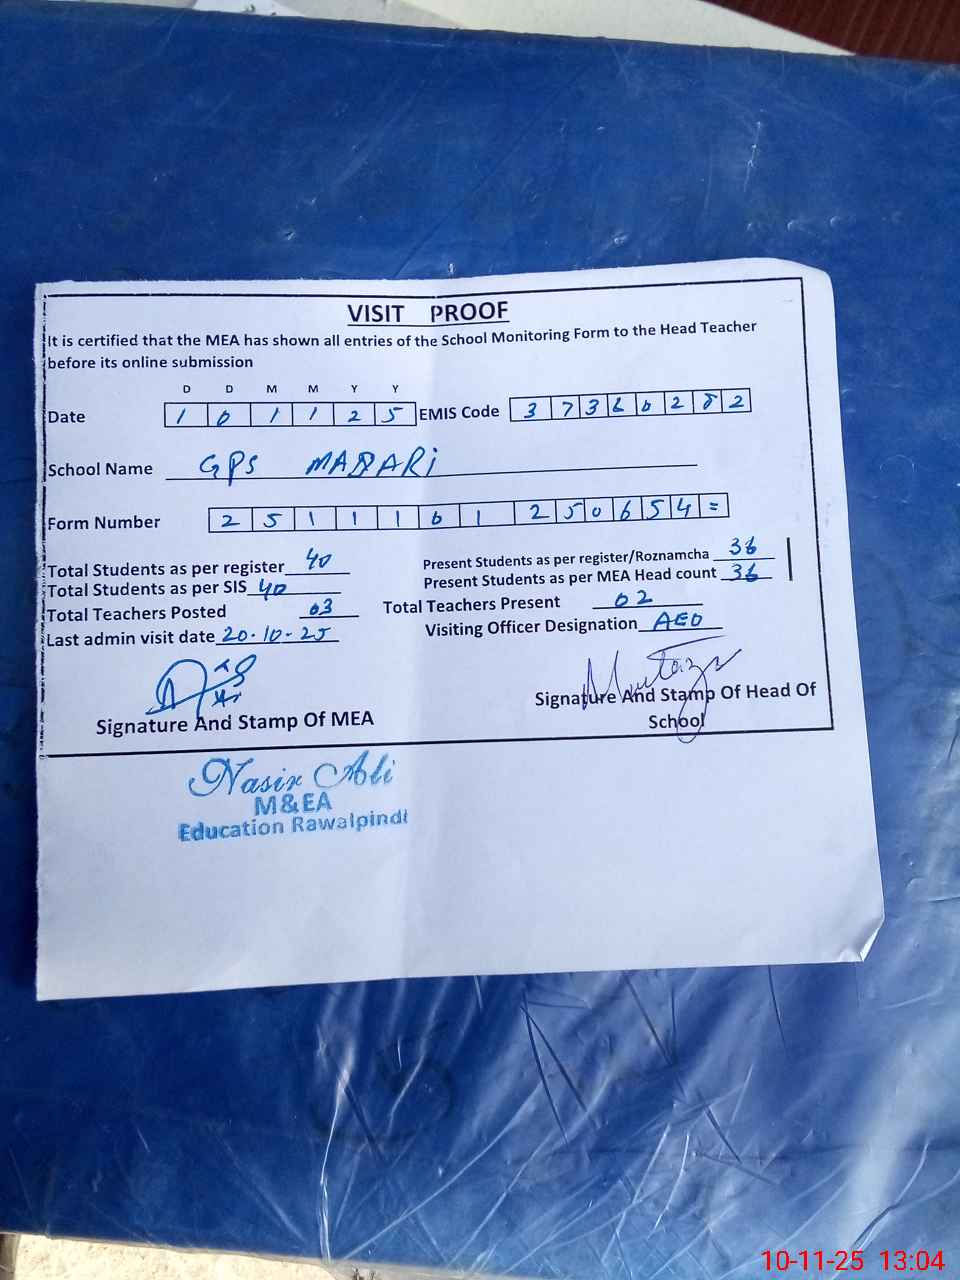 VISIT PROOF
It is certified that the MEA has shown all entries of the School Monitoring Form to the Head Teacher
before its online submission
D D M M Y Y
Date 1 0 1 1 2 5 EMIS Code 3 7 3 6 0 2 8 2
School Name GPS
Form Number 2 5 1 1 1 0 1 2 5 0 6 5 4 =
Total Students as per register 40 Present Students as per register/Roznamcha 36
Total Students as per SIS 40 Present Students as per MEA Head count 36
Total Teachers Posted 03 Total Teachers Present 02
Last admin visit date 20.10.25 Visiting Officer Designation AEO
Signature And Stamp Of MEA
Signature And Stamp Of Head Of
School
Nasir Ali
M&EA
Education Rawalpindi
10-11-25 13:04